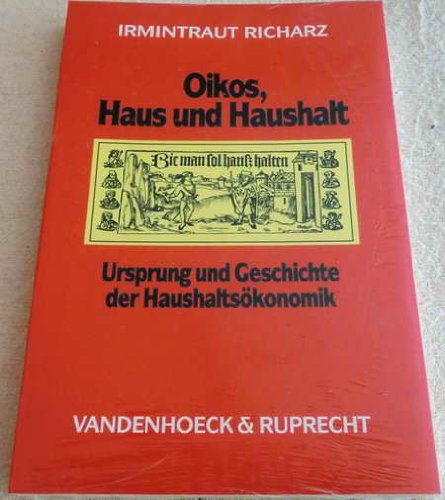 IRMINTRAUT RICHARZ
Oikos,
Haus und Haushalt
Wie man sol hauß halten
Ursprung und Geschichte
der Haushaltsökonomik
VANDENHOECK & RUPRECHT